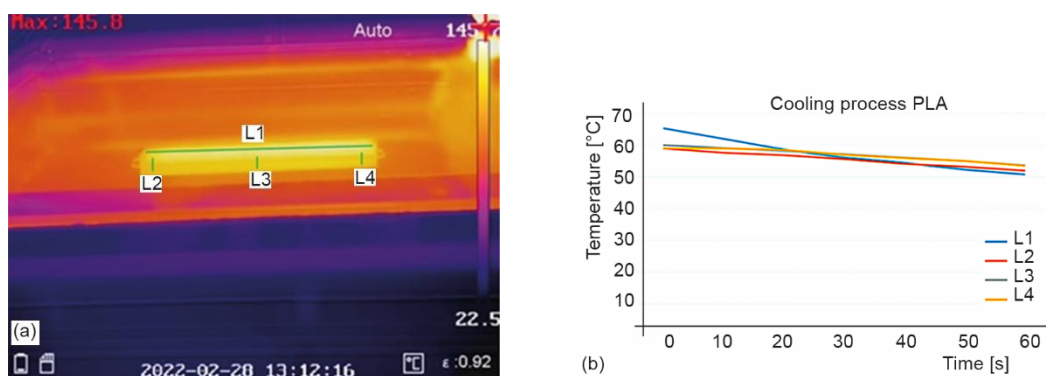 Max:145.8
Auto
145.7
L1
L2
L3
L4
22.5
(a)
2022-02-28 13:12:16
°C
ε:0.92
Cooling process PLA
Temperature [°C]
70
60
50
40
30
20
10
L1
L2
L3
L4
0 10 20 30 40 50 60
Time [s]
(b)